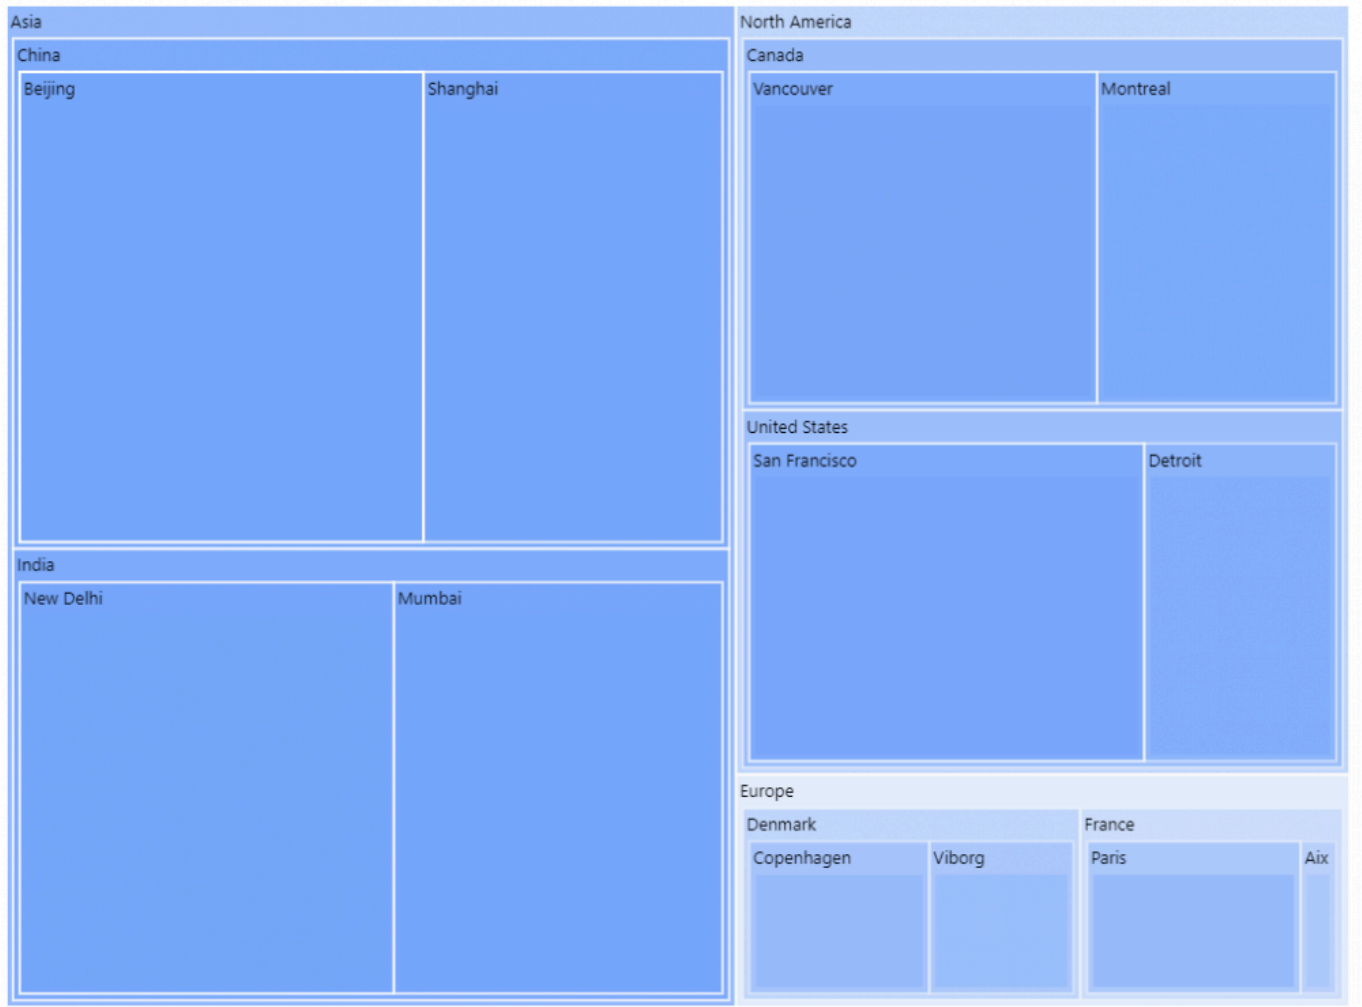 Asia
China
Beijing
Shanghai
India
New Delhi
Mumbai
North America
Canada
Vancouver
Montreal
United States
San Francisco
Detroit
Europe
Denmark
Copenhagen
Viborg
France
Paris
Aix